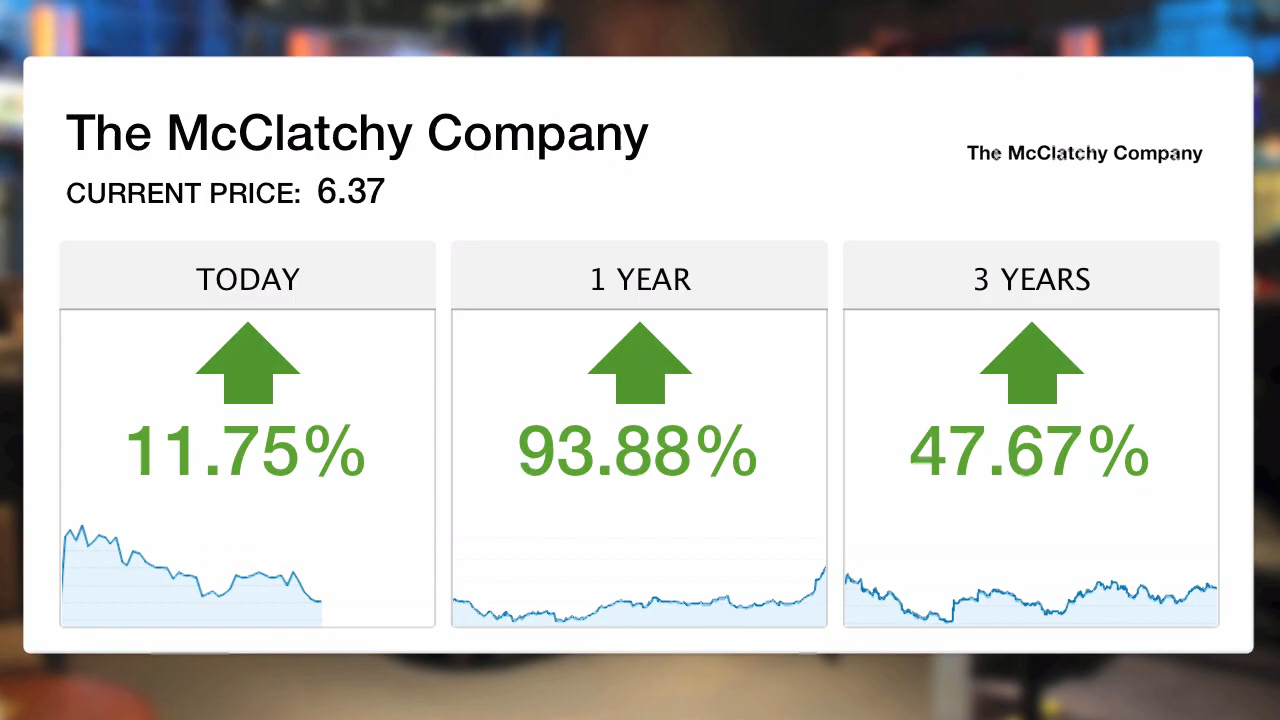 The McClatchy Company
The McClatchy Company
CURRENT PRICE: 6.37
TODAY
1 YEAR
3 YEARS
11.75%
93.88%
47.67%